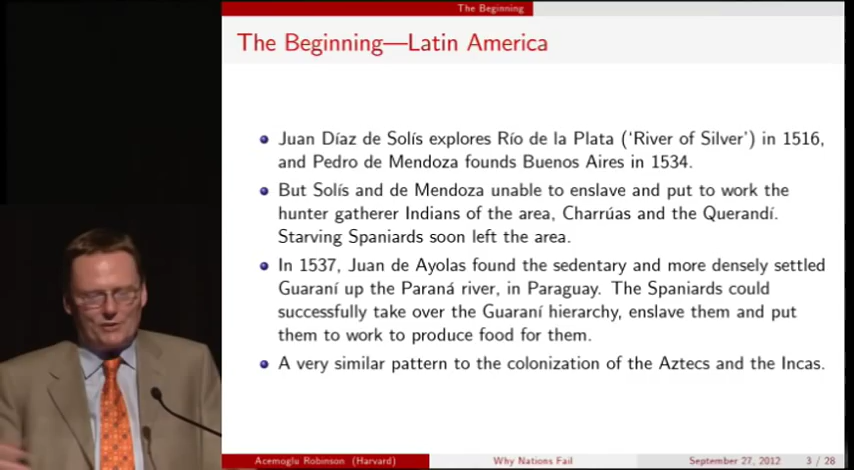 The Beginning
The Beginning—Latin America
Juan Díaz de Solís explores Río de la Plata (‘River of Silver’) in 1516,
and Pedro de Mendoza founds Buenos Aires in 1534.
But Solís and de Mendoza unable to enslave and put to work the
hunter gatherer Indians of the area, Charrúas and the Querandí.
Starving Spaniards soon left the area.
In 1537, Juan de Ayolas found the sedentary and more densely settled
Guaraní up the Paraná river, in Paraguay. The Spaniards could
successfully take over the Guaraní hierarchy, enslave them and put
them to work to produce food for them.
A very similar pattern to the colonization of the Aztecs and the Incas.
Acemoglu Robinson (Harvard) Why Nations Fail September 27, 2012 3 / 28